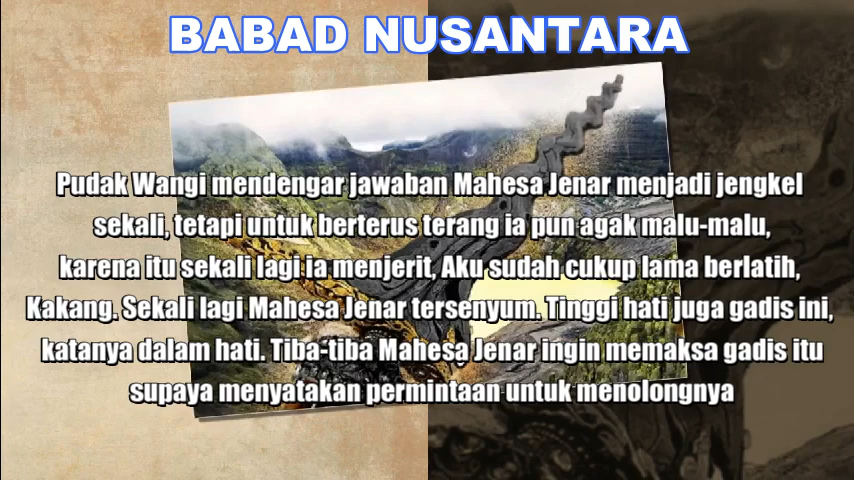 BABAD NUSANTARA
Pudak Wangi mendengar jawaban Mahesa Jenar menjadi jengkel
sekali, tetapi untuk berterus terang ia pun agak malu-malu,
karena itu sekali lagi ia menjerit, Aku sudah cukup lama berlatih,
Kakang. Sekali lagi Mahesa Jenar tersenyum. Tinggi hati juga gadis ini,
katanya dalam hati. Tiba-tiba Mahesa Jenar ingin memaksa gadis itu
supaya menyatakan permintaan untuk menolongnya